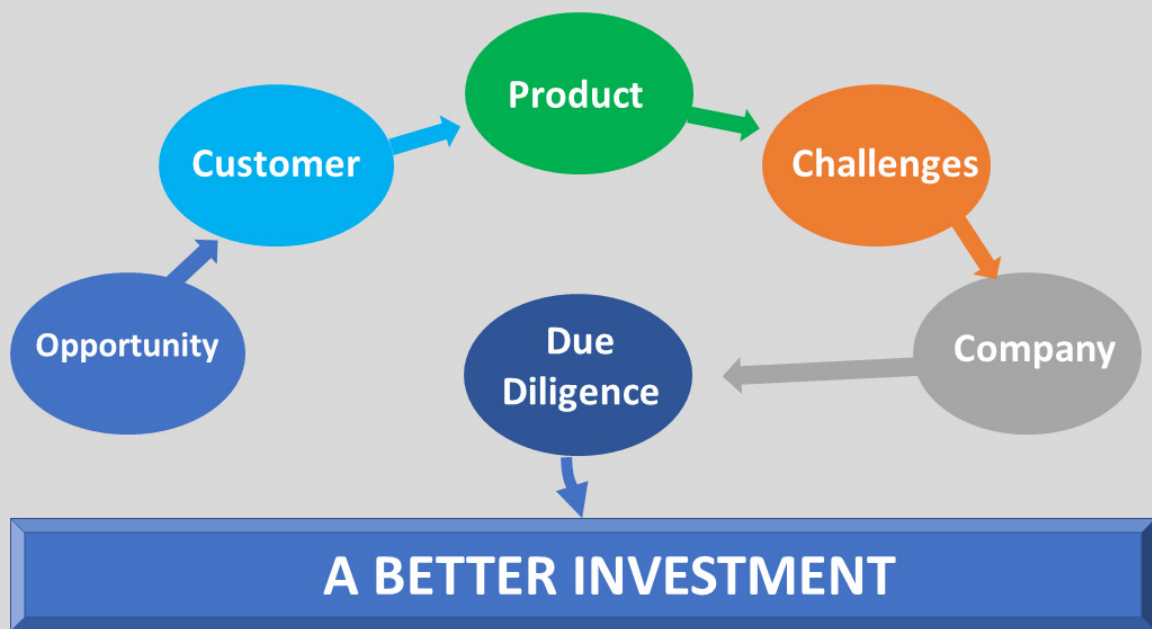 Opportunity
Customer
Product
Challenges
Company
Due
Diligence
A BETTER INVESTMENT